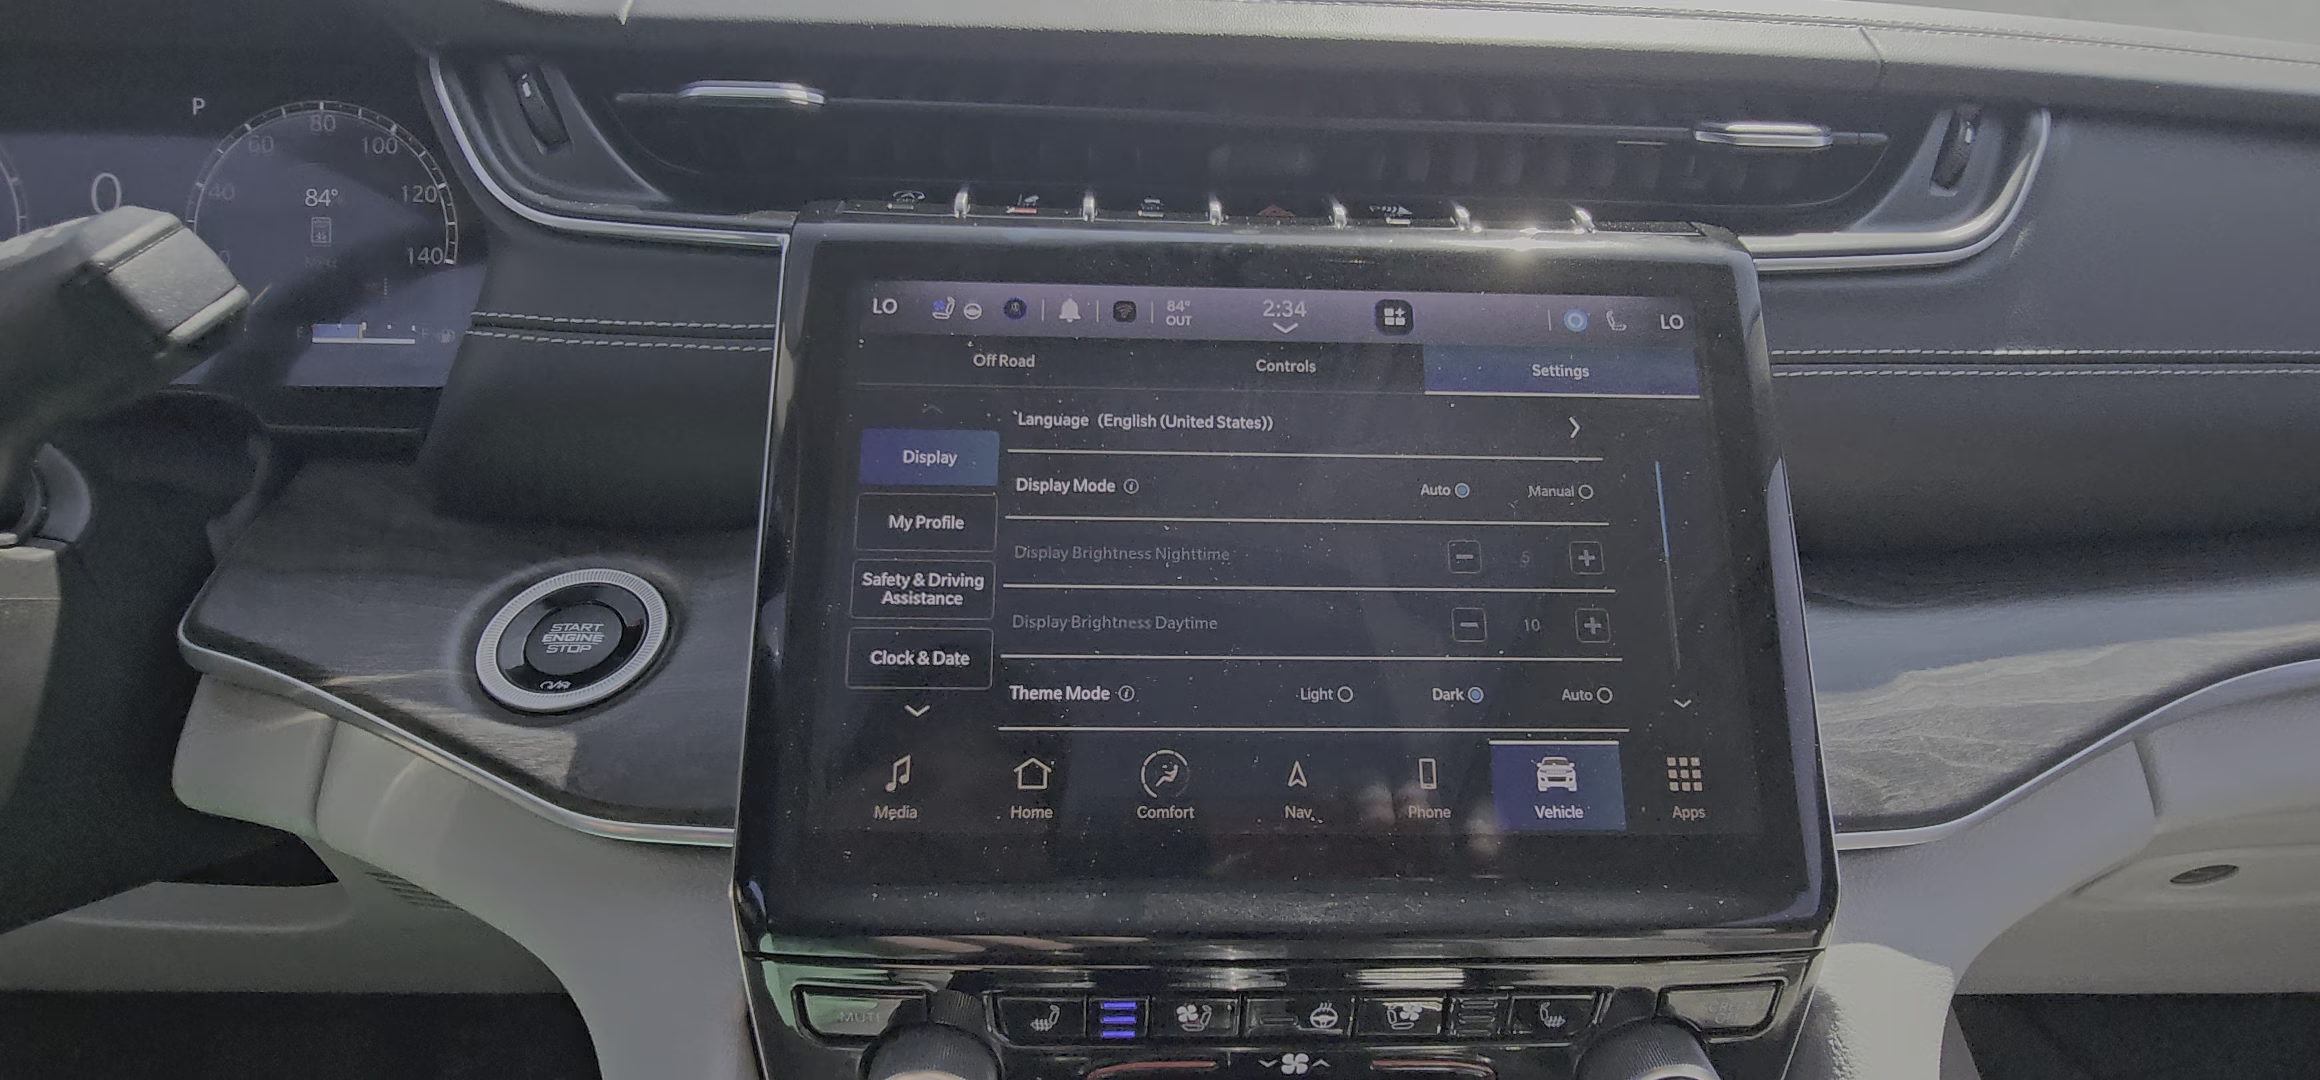 P
80
60
100
0
84°
40
120
140
E
F
LO
84°
OUT
2:34
LO
Off Road
Controls
Settings
Language (English (United States))
Display
Display Mode
Auto
Manual
My Profile
Display Brightness Nighttime
5
Safety & Driving
Assistance
Display Brightness Daytime
10
Clock & Date
Theme Mode
Light
Dark
Auto
START
ENGINE
STOP
Media
Home
Comfort
Nav
Phone
Vehicle
Apps
MUTE